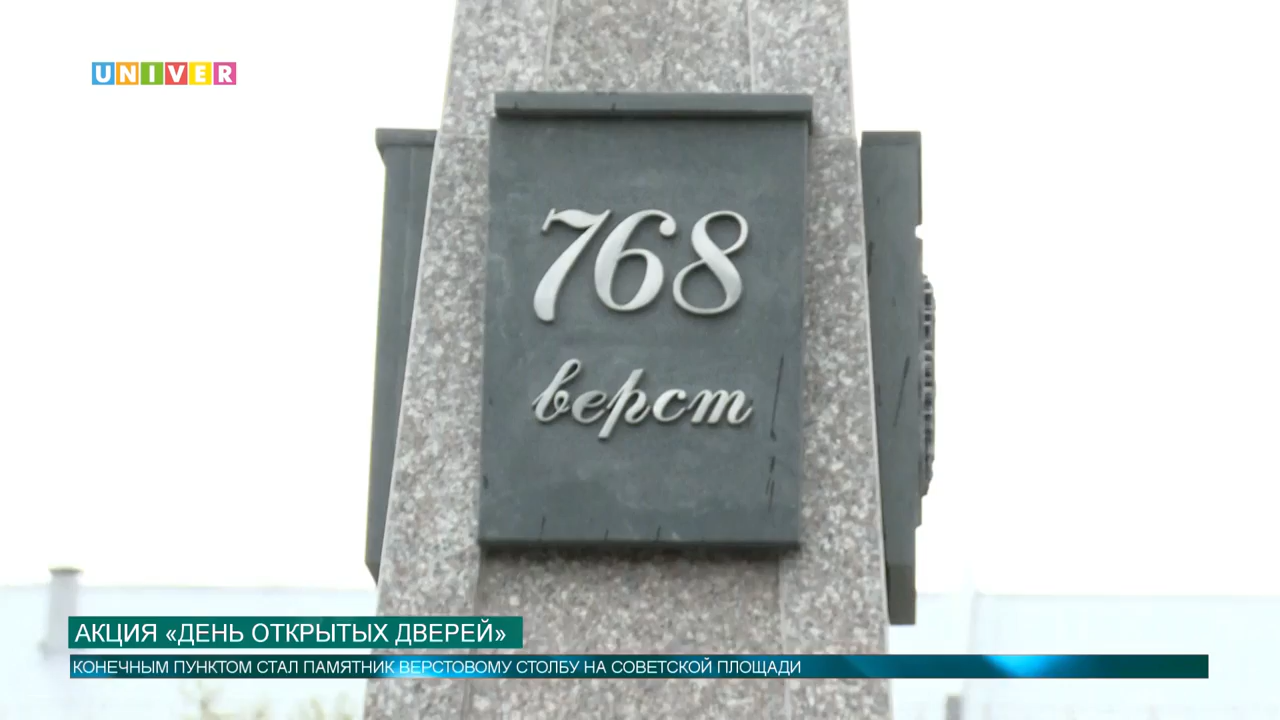 UNIVER
768
верст
АКЦИЯ «ДЕНЬ ОТКРЫТЫХ ДВЕРЕЙ»
КОНЕЧНЫМ ПУНКТОМ СТАЛ ПАМЯТНИК ВЕРСТОВОМУ СТОЛБУ НА СОВЕТСКОЙ ПЛОЩАДИ